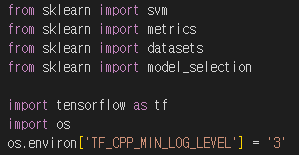 from sklearn import svm
from sklearn import metrics
from sklearn import datasets
from sklearn import model_selection
import tensorflow as tf
import os
os.environ['TF_CPP_MIN_LOG_LEVEL'] = '3'